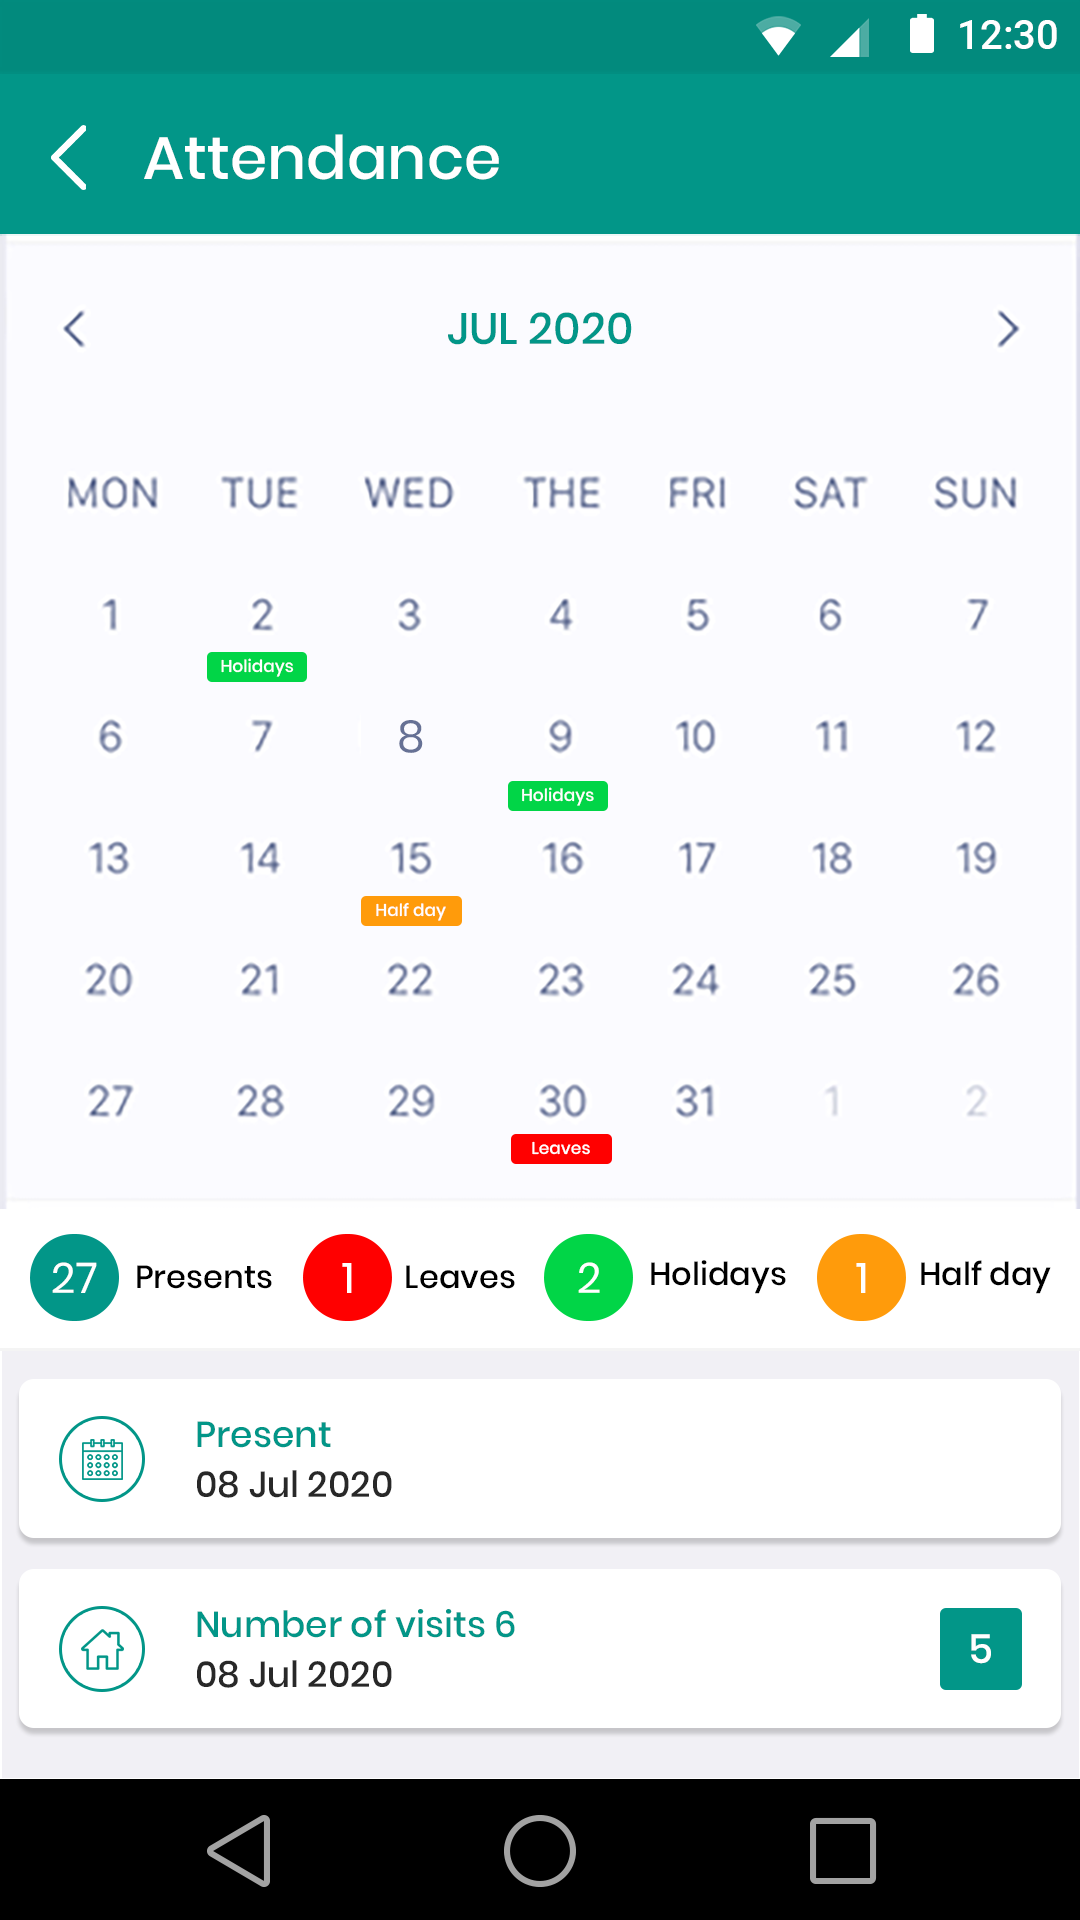 12:30
Attendance
JUL 2020
MON TUE WED THE FRI SAT SUN
1 2 3 4 5 6 7
Holidays
6 7 8 9 10 11 12
Holidays
13 14 15 16 17 18 19
Half day
20 21 22 23 24 25 26
27 28 29 30 31 1 2
Leaves
27 Presents 1 Leaves 2 Holidays 1 Half day
Present
08 Jul 2020
Number of visits 6
08 Jul 2020
5